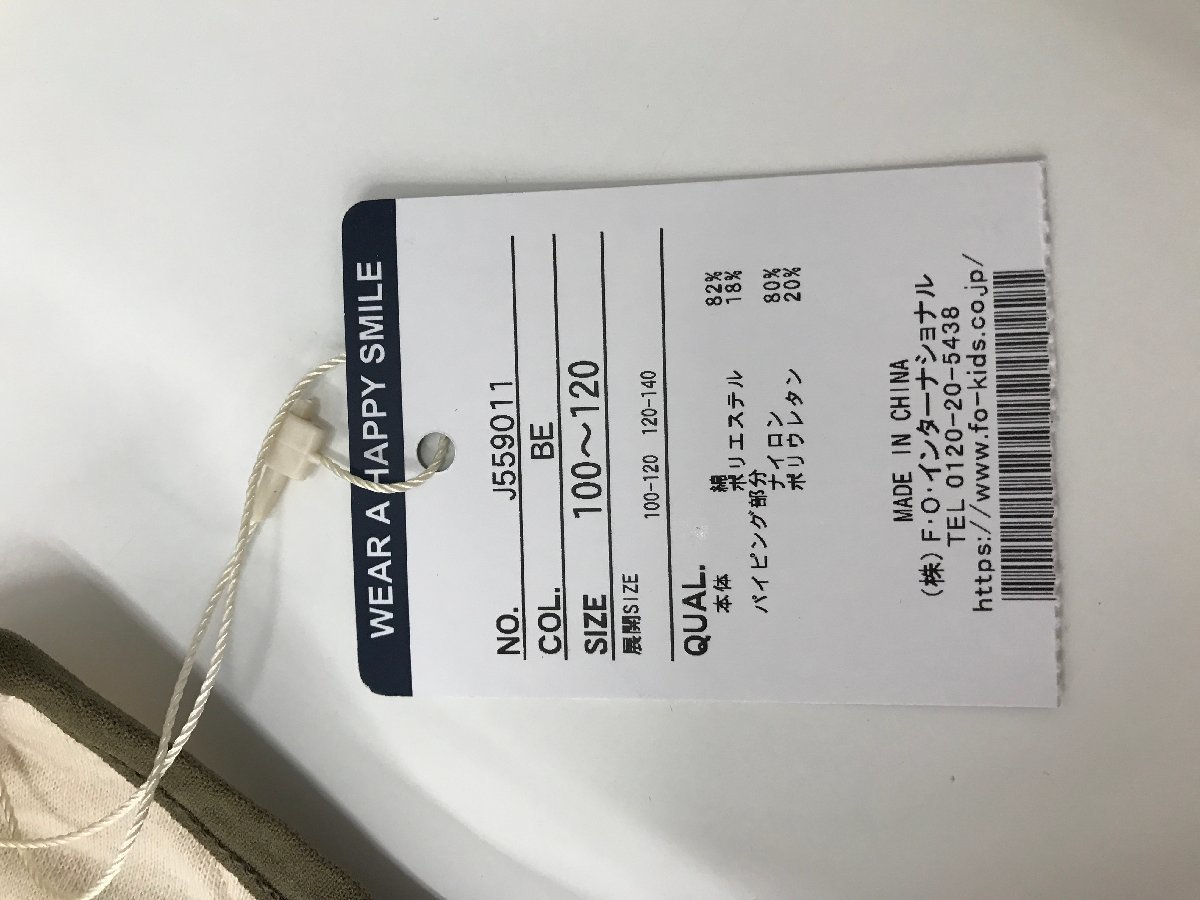 WEAR A HAPPY SMILE
NO. J559011
COL. BE
SIZE 100〜120
展開SIZE 100-120 120-140
QUAL.
本体 綿 82%
ポリエステル 18%
パイピング部分
ナイロン 80%
ポリウレタン 20%
MADE IN CHINA
(株)F・O・インターナショナル
TEL 0120-20-5438
https://www.fo-kids.co.jp/